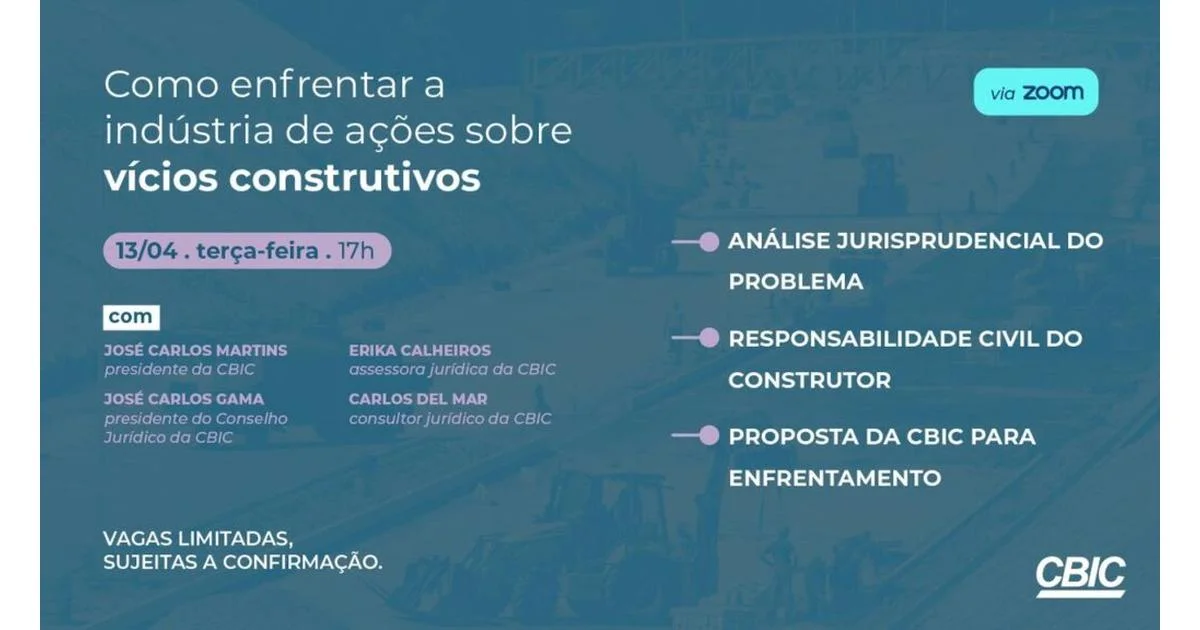 Como enfrentar a
indústria de ações sobre
vícios construtivos
13/04 . terça-feira . 17h
com
JOSÉ CARLOS MARTINS
presidente da CBIC
JOSÉ CARLOS GAMA
presidente do Conselho
Jurídico da CBIC
ERIKA CALHEIROS
assessora jurídica da CBIC
CARLOS DEL MAR
consultor jurídico da CBIC
VAGAS LIMITADAS,
SUJEITAS A CONFIRMAÇÃO.
via zoom
ANÁLISE JURISPRUDENCIAL DO
PROBLEMA
RESPONSABILIDADE CIVIL DO
CONSTRUTOR
PROPOSTA DA CBIC PARA
ENFRENTAMENTO
CBIC